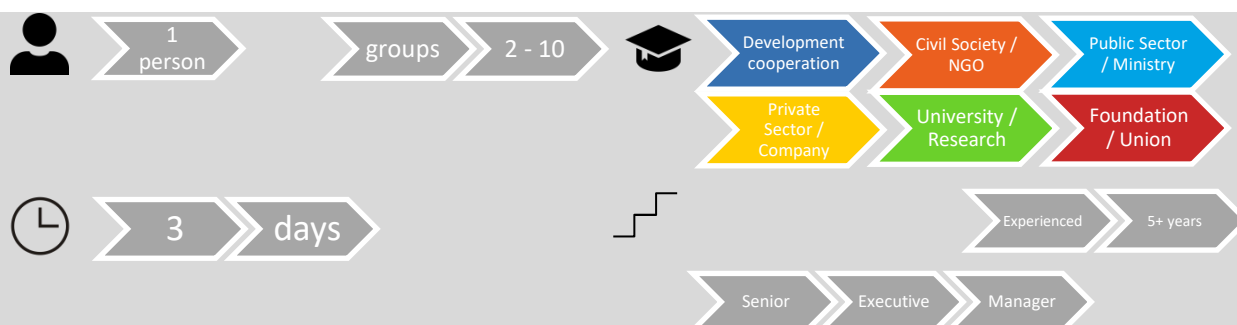 1
person
groups
2 - 10
Development
cooperation
Civil Society /
NGO
Public Sector
/ Ministry
Private
Sector /
Company
University /
Research
Foundation
/ Union
3
days
Experienced
5+ years
Senior
Executive
Manager